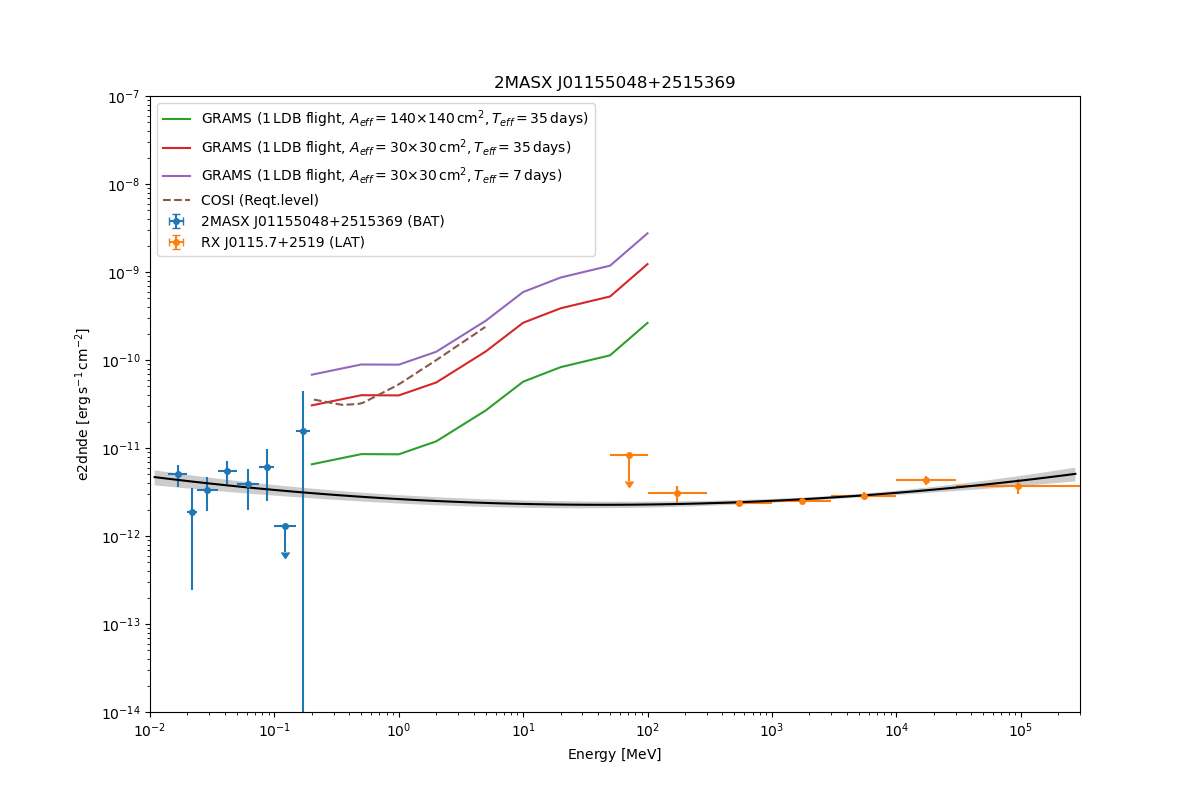 2MASX J01155048+2515369
GRAMS (1 LDB flight, A_eff = 140×140 cm², T_eff = 35 days)
GRAMS (1 LDB flight, A_eff = 30×30 cm², T_eff = 35 days)
GRAMS (1 LDB flight, A_eff = 30×30 cm², T_eff = 7 days)
COSI (Reqt.level)
2MASX J01155048+2515369 (BAT)
RX J0115.7+2519 (LAT)
e2dnde [erg s⁻¹ cm⁻²]
10⁻⁷
10⁻⁸
10⁻⁹
10⁻¹⁰
10⁻¹¹
10⁻¹²
10⁻¹³
10⁻¹⁴
10⁻² 10⁻¹ 10⁰ 10¹ 10² 10³ 10⁴ 10⁵
Energy [MeV]